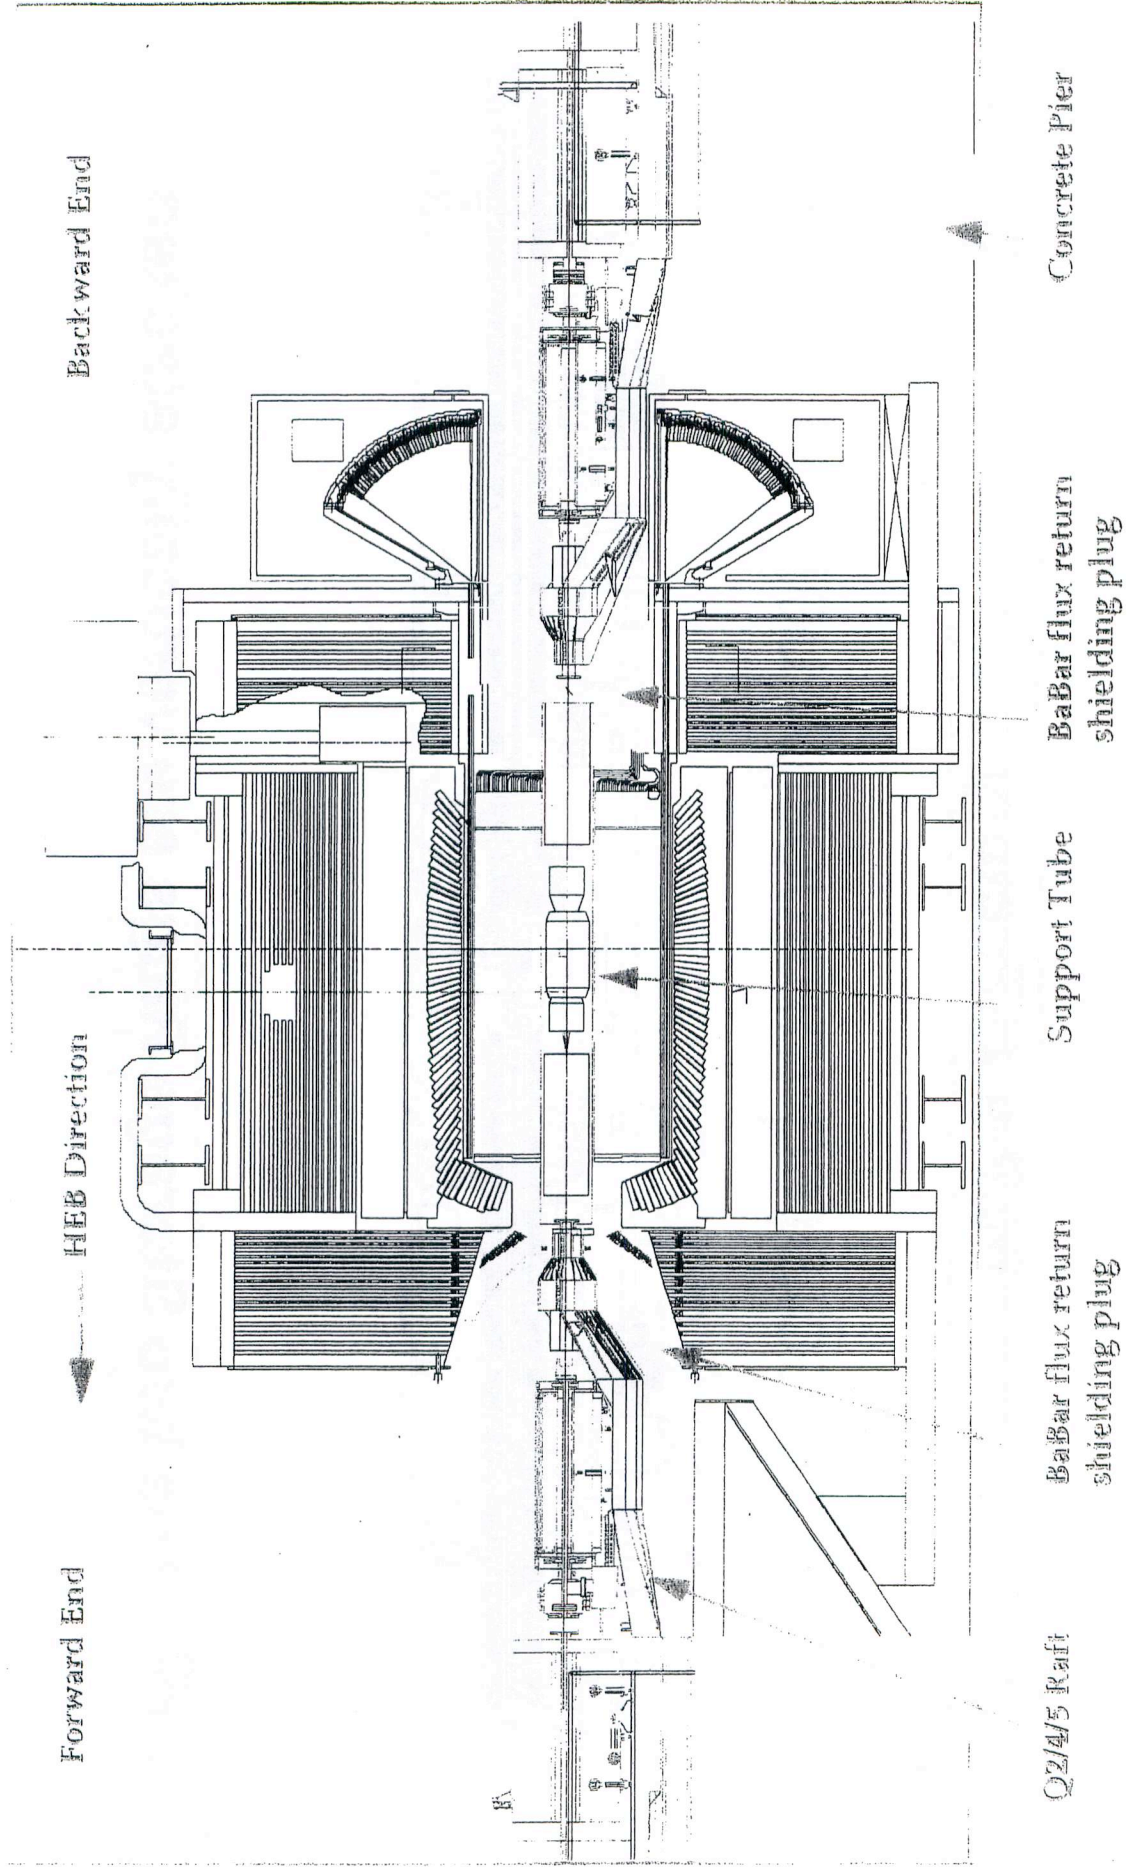 Forward End
HEB Direction
Backward End
Q2/4/5 Raft
BaBar flux return
shielding plug
Support Tube
BaBar flux return
shielding plug
Concrete Pier